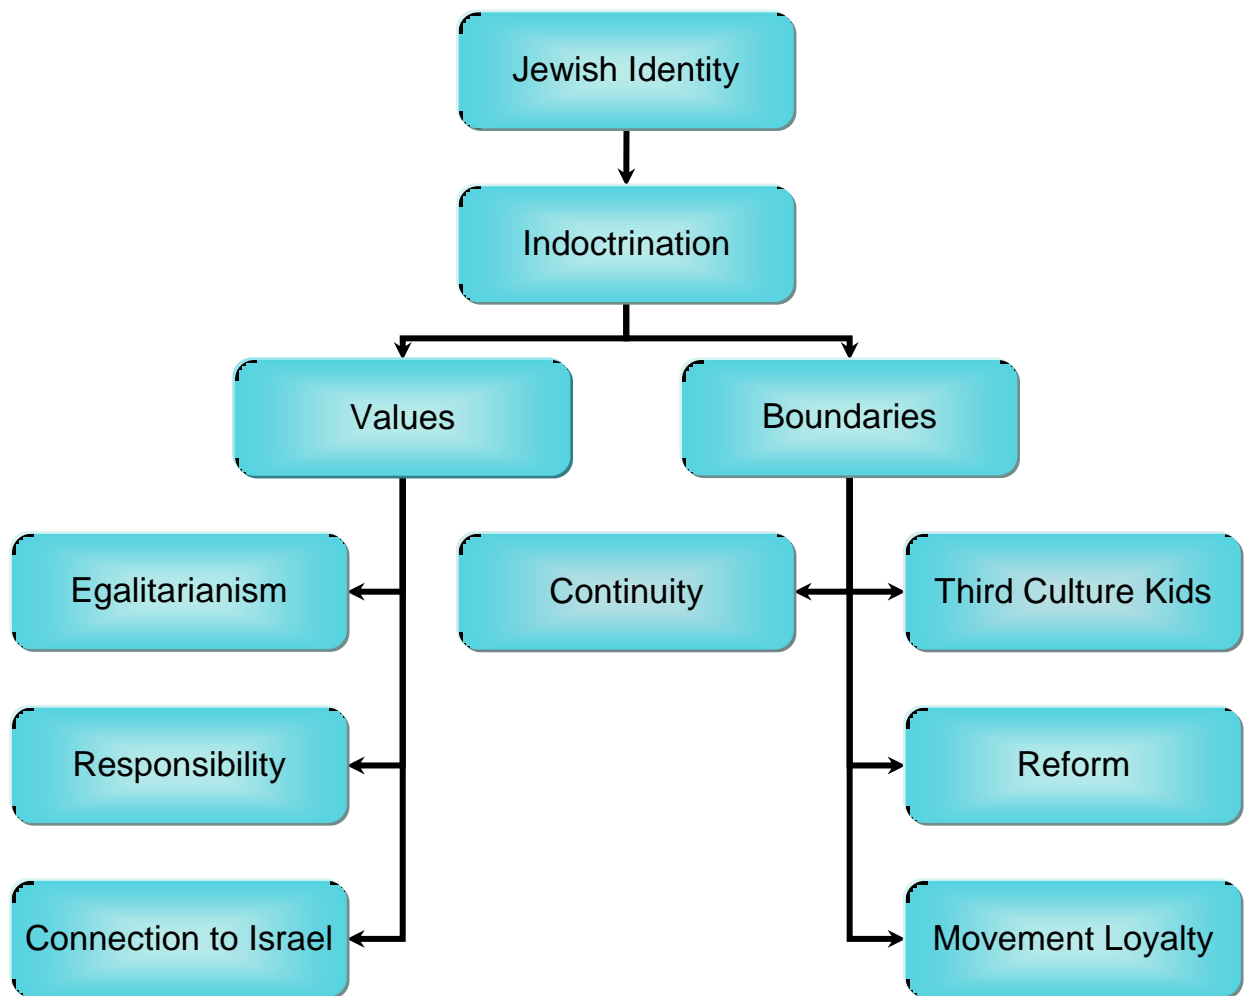 Jewish Identity
Indoctrination
Values
Boundaries
Egalitarianism
Continuity
Third Culture Kids
Responsibility
Reform
Connection to Israel
Movement Loyalty